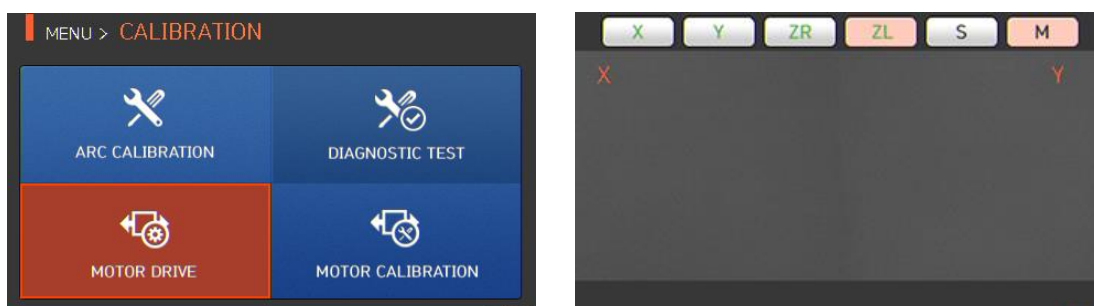 MENU > CALIBRATION
ARC CALIBRATION
DIAGNOSTIC TEST
MOTOR DRIVE
MOTOR CALIBRATION
X Y ZR ZL S M
X Y